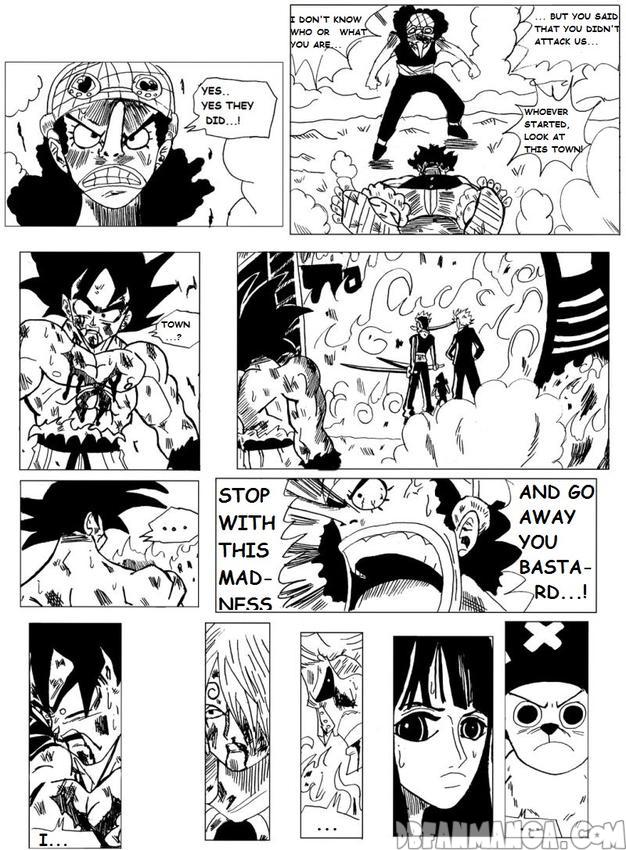 YES..
YES THEY
DID...!
I DON'T KNOW
WHO OR WHAT
YOU ARE...
... BUT YOU SAID
THAT YOU DIDN'T
ATTACK US...
WHOEVER
STARTED,
LOOK AT
THIS TOWN!
TOWN
...?
...
STOP
WITH
THIS
MAD-
NESS
AND GO
AWAY
YOU
BASTA-
RD...!
I...
...
DBFANMANGA.COM